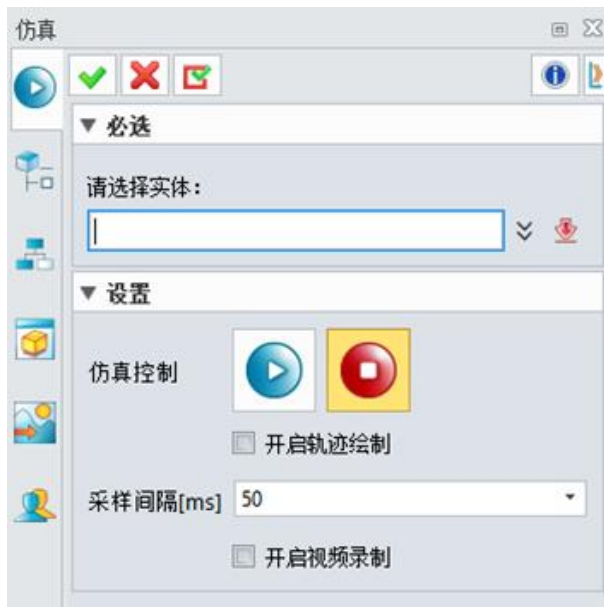 仿真
必选
请选择实体：
设置
仿真控制
开启轨迹绘制
采样间隔[ms] 50
开启视频录制